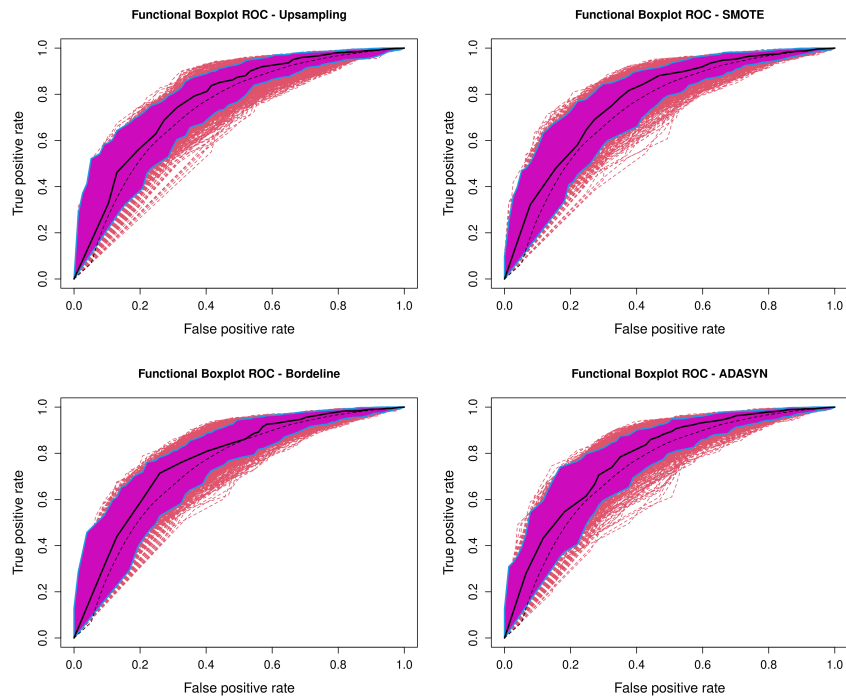 Functional Boxplot ROC - Upsampling
True positive rate
0.0 0.2 0.4 0.6 0.8 1.0
0.0 0.2 0.4 0.6 0.8 1.0
False positive rate
Functional Boxplot ROC - SMOTE
True positive rate
0.0 0.2 0.4 0.6 0.8 1.0
0.0 0.2 0.4 0.6 0.8 1.0
False positive rate
Functional Boxplot ROC - Bordeline
True positive rate
0.0 0.2 0.4 0.6 0.8 1.0
0.0 0.2 0.4 0.6 0.8 1.0
False positive rate
Functional Boxplot ROC - ADASYN
True positive rate
0.0 0.2 0.4 0.6 0.8 1.0
0.0 0.2 0.4 0.6 0.8 1.0
False positive rate